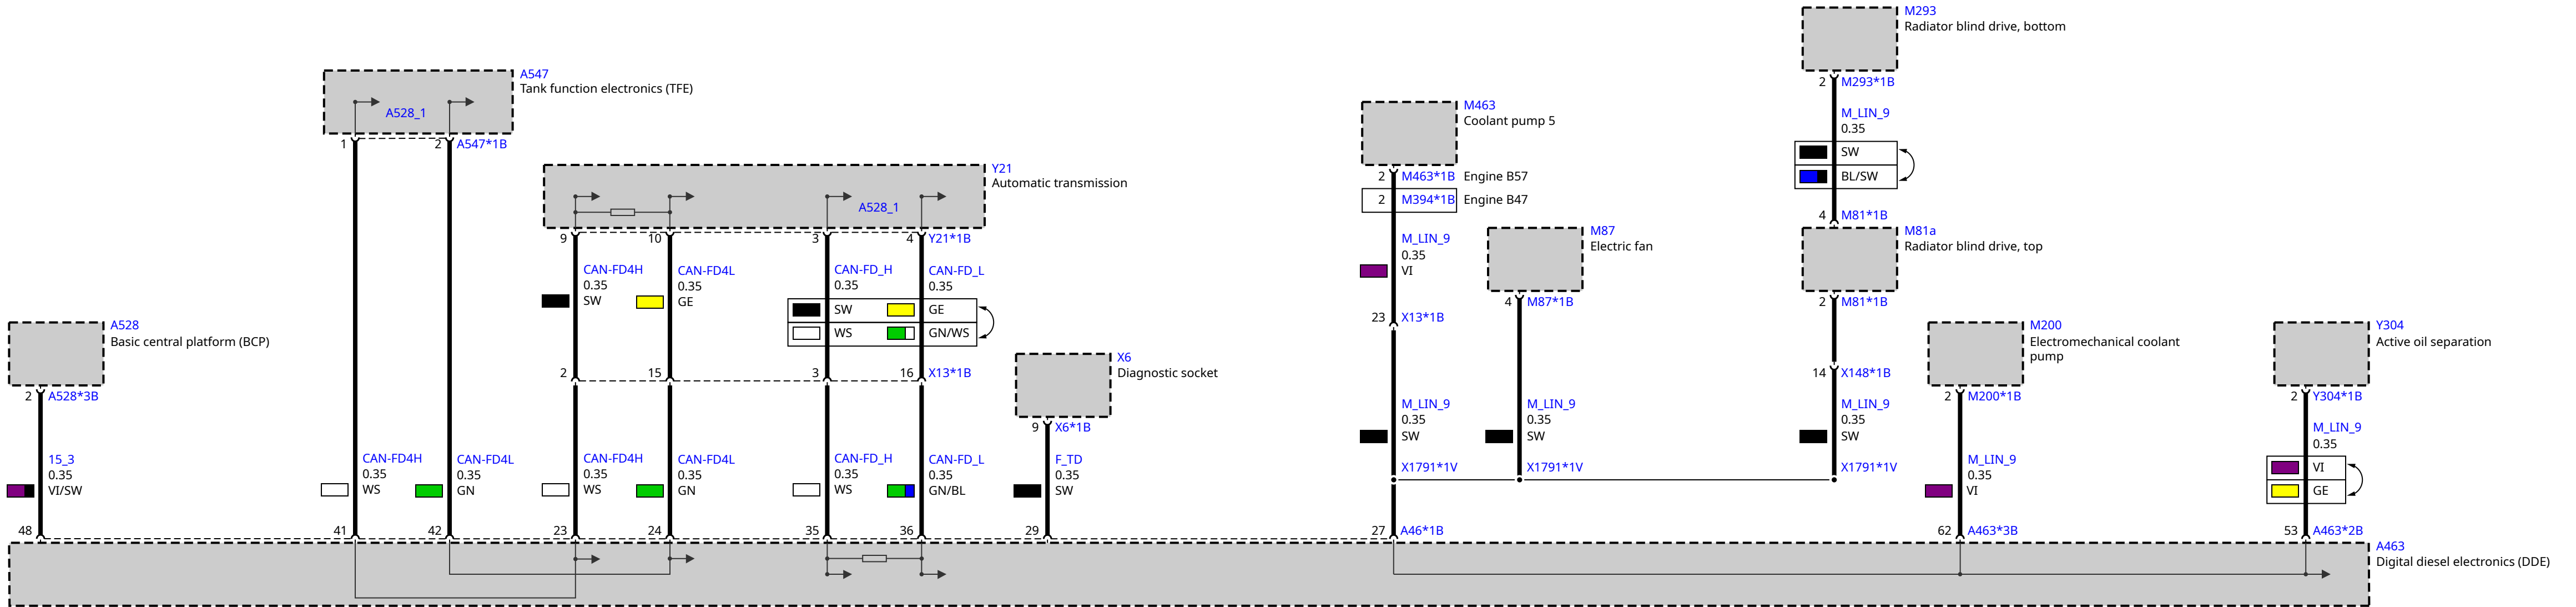 M293
Radiator blind drive, bottom
2 M293*1B
M_LIN_9
0.35
SW
BL/SW
4 M81*1B
M81a
Radiator blind drive, top
2 M81*1B
14 X148*1B
M_LIN_9
0.35
SW
X1791*1V
A547
Tank function electronics (TFE)
A528_1
1 2 A547*1B
CAN-FD4H
0.35
WS
CAN-FD4L
0.35
GN
M463
Coolant pump 5
2 M463*1B Engine B57
2 M394*1B Engine B47
M_LIN_9
0.35
VI
23 X13*1B
M_LIN_9
0.35
SW
X1791*1V
Y21
Automatic transmission
A528_1
9 10 3 4 Y21*1B
CAN-FD4H
0.35
SW
CAN-FD4L
0.35
GE
CAN-FD_H
0.35
SW
WS
CAN-FD_L
0.35
GE
GN/WS
2 15 3 16 X13*1B
CAN-FD4H
0.35
WS
CAN-FD4L
0.35
GN
CAN-FD_H
0.35
WS
CAN-FD_L
0.35
GN/BL
M87
Electric fan
4 M87*1B
M_LIN_9
0.35
SW
X1791*1V
A528
Basic central platform (BCP)
2 A528*3B
15_3
0.35
VI/SW
X6
Diagnostic socket
9 X6*1B
F_TD
0.35
SW
M200
Electromechanical coolant
pump
2 M200*1B
M_LIN_9
0.35
VI
Y304
Active oil separation
2 Y304*1B
M_LIN_9
0.35
VI
GE
48 41 42 23 24 35 36 29 27 A46*1B 62 A463*3B 53 A463*2B
A463
Digital diesel electronics (DDE)